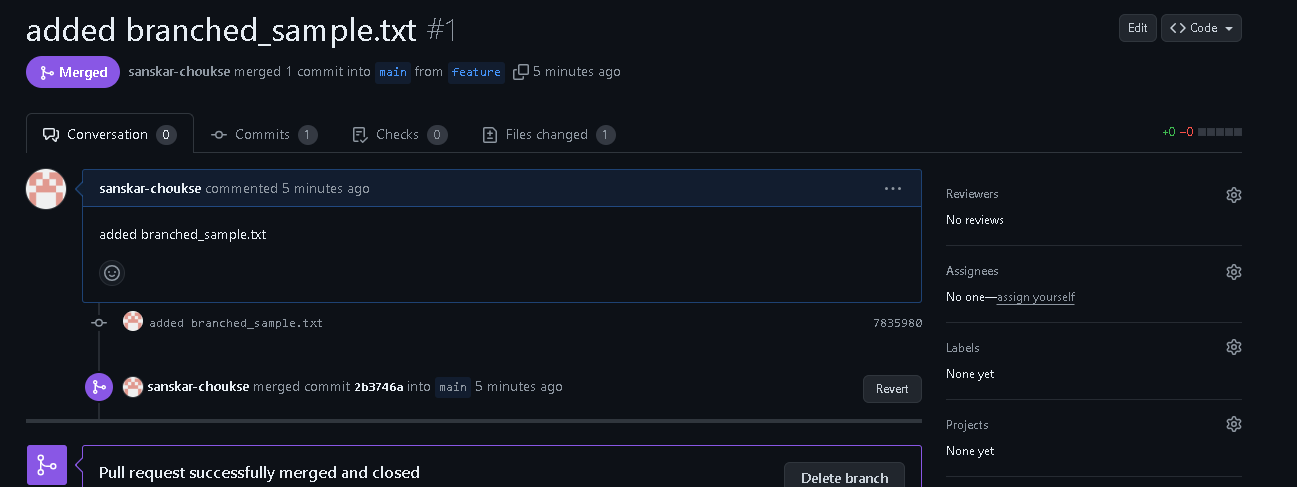 added branched_sample.txt #1
Edit
<> Code
Merged sanskar-choukse merged 1 commit into main from feature 5 minutes ago
Conversation 0 Commits 1 Checks 0 Files changed 1
+0 −0
sanskar-choukse commented 5 minutes ago
added branched_sample.txt
added branched_sample.txt 7835980
sanskar-choukse merged commit 2b3746a into main 5 minutes ago
Revert
Pull request successfully merged and closed
Delete branch
Reviewers
No reviews
Assignees
No one—assign yourself
Labels
None yet
Projects
None yet